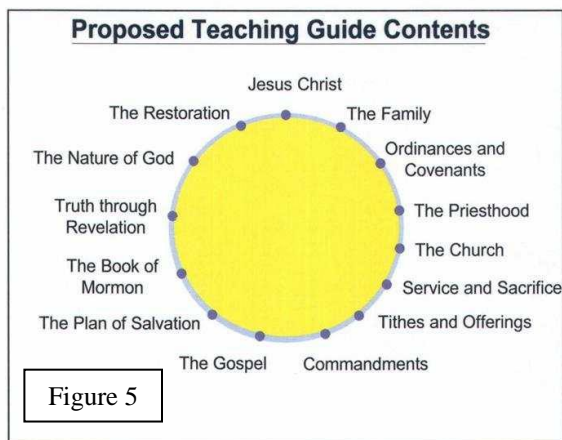 Proposed Teaching Guide Contents
Jesus Christ
The Restoration
The Family
The Nature of God
Ordinances and
Covenants
Truth through
Revelation
The Priesthood
The Church
The Book of
Mormon
Service and Sacrifice
The Plan of Salvation
Tithes and Offerings
The Gospel
Commandments
Figure 5